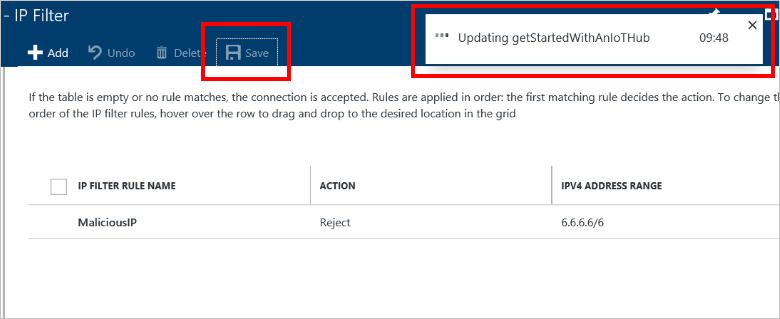 - IP Filter
Updating getStartedWithAnIoTHub 09:48
Add Undo Delete Save
If the table is empty or no rule matches, the connection is accepted. Rules are applied in order: the first matching rule decides the action. To change th
order of the IP filter rules, hover over the row to drag and drop to the desired location in the grid
IP FILTER RULE NAME ACTION IPV4 ADDRESS RANGE
MaliciousIP Reject 6.6.6.6/6